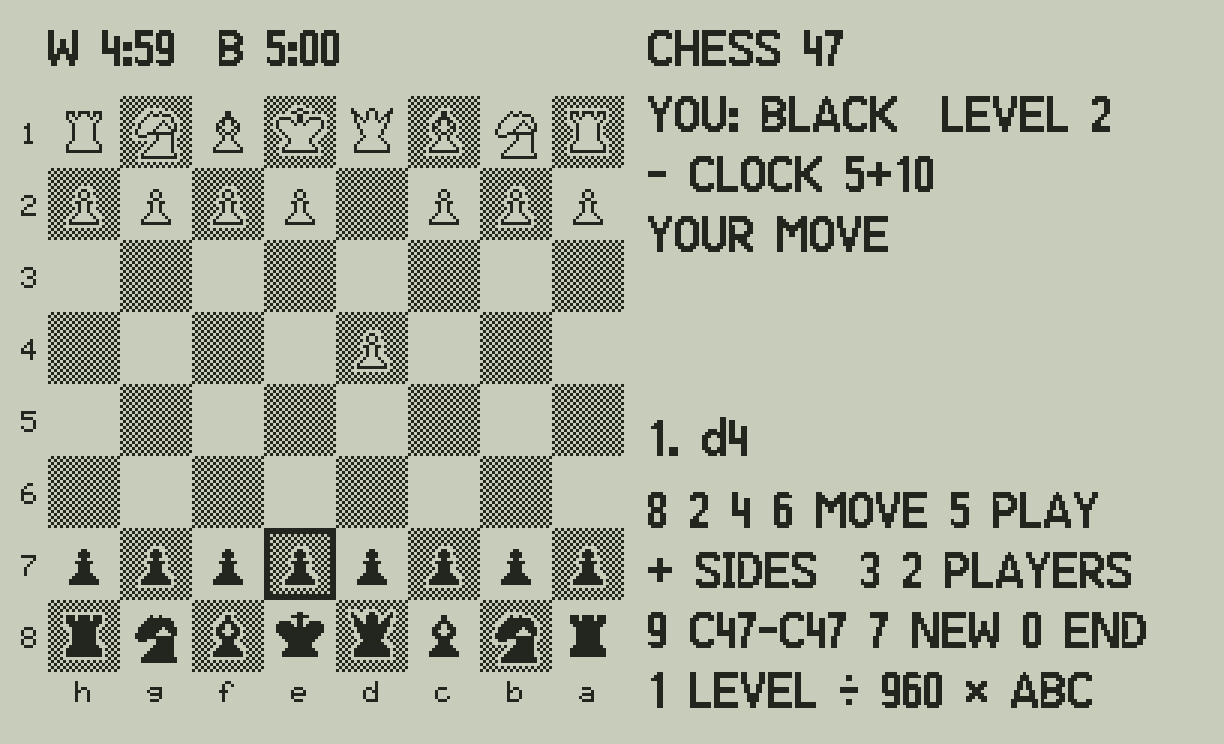 W 4:59 B 5:00
1
2
3
4
5
6
7
8
h g f e d c b a
CHESS 47
YOU: BLACK LEVEL 2
- CLOCK 5+10
YOUR MOVE
1. d4
8 2 4 6 MOVE 5 PLAY
+ SIDES 3 2 PLAYERS
9 C47-C47 7 NEW 0 END
1 LEVEL ÷ 960 × ABC